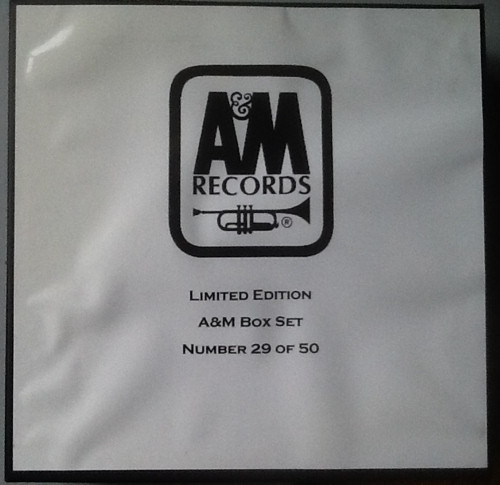 A&M
RECORDS
®
LIMITED EDITION
A&M BOX SET
NUMBER 29 OF 50